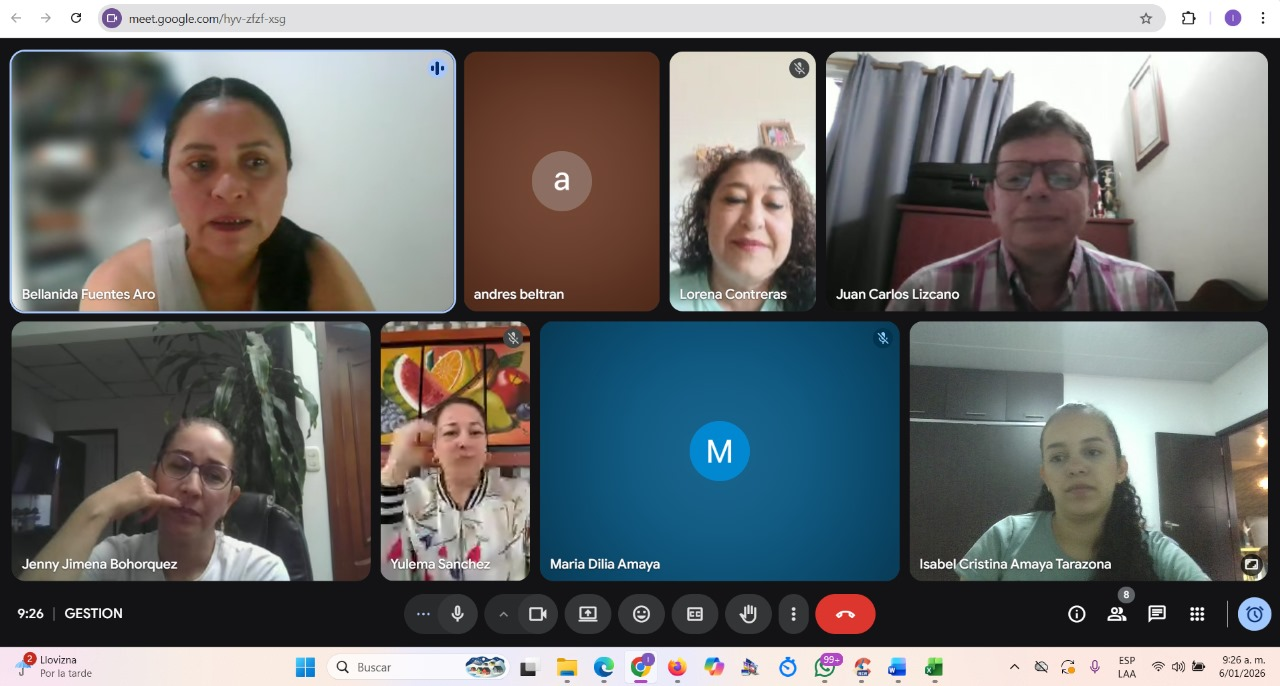 meet.google.com/hyv-zfzf-xsg
I
Bellanida Fuentes Aro
a
andres beltran
Lorena Contreras
Juan Carlos Lizcano
Jenny Jimena Bohorquez
Yulema Sanchez
M
Maria Dilia Amaya
Isabel Cristina Amaya Tarazona
9:26 | GESTION
8
2
Llovizna
Por la tarde
Buscar
I
99+
ESP
LAA
9:26 a. m.
6/01/2026